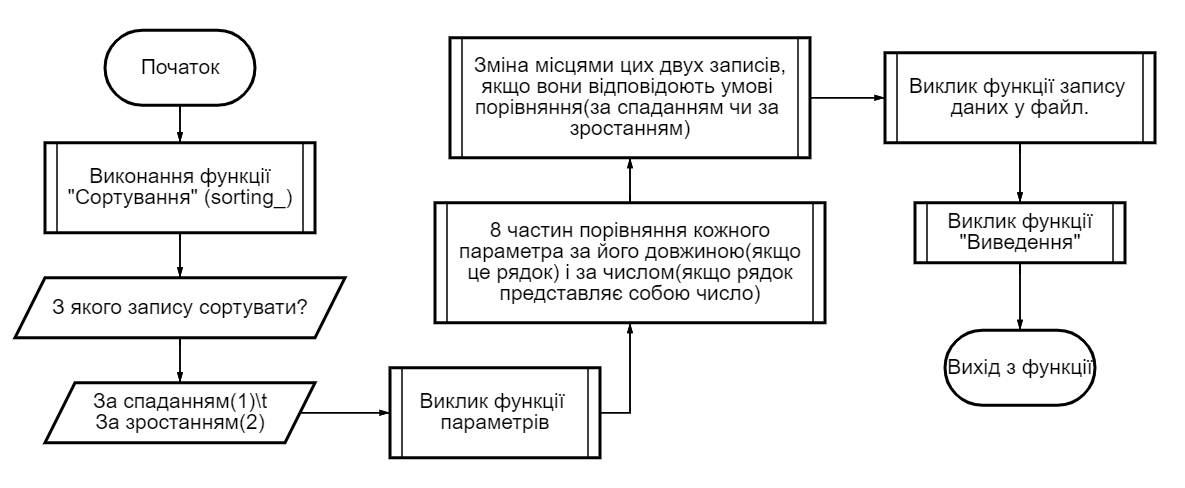 Початок
Виконання функції
"Сортування" (sorting_)
З якого запису сортувати?
За спаданням(1)\t
За зростанням(2)
Виклик функції
параметрів
8 частин порівняння кожного
параметра за його довжиною(якщо
це рядок) і за числом(якщо рядок
представляє собою число)
Зміна місцями цих двух записів,
якщо вони відповідоють умові
порівняння(за спаданням чи за
зростанням)
Виклик функції запису
даних у файл.
Виклик функції
"Виведення"
Вихід з функції